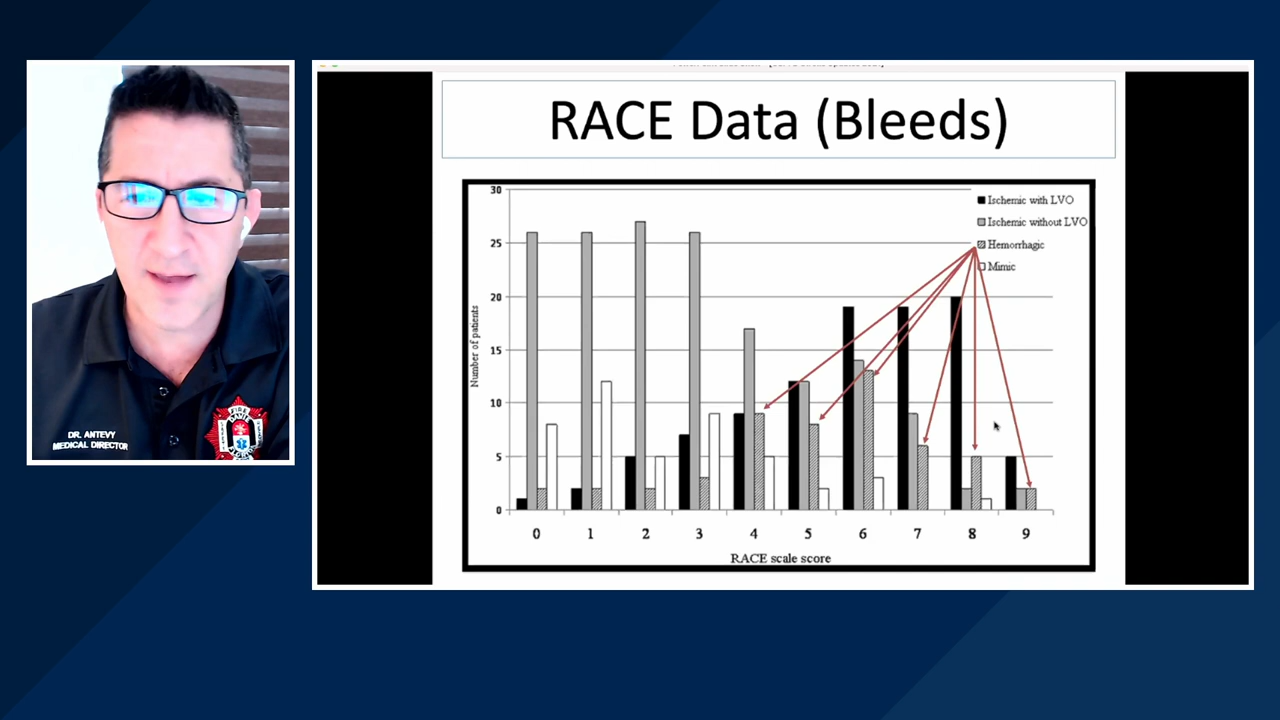 RACE Data (Bleeds)
30
25
20
15
10
5
0
Number of patients
Ischemic with LVO
Ischemic without LVO
Hemorrhagic
Mimic
0 1 2 3 4 5 6 7 8 9
RACE scale score
DR. ANTEVY
MEDICAL DIRECTOR
FIRE
DAVIE